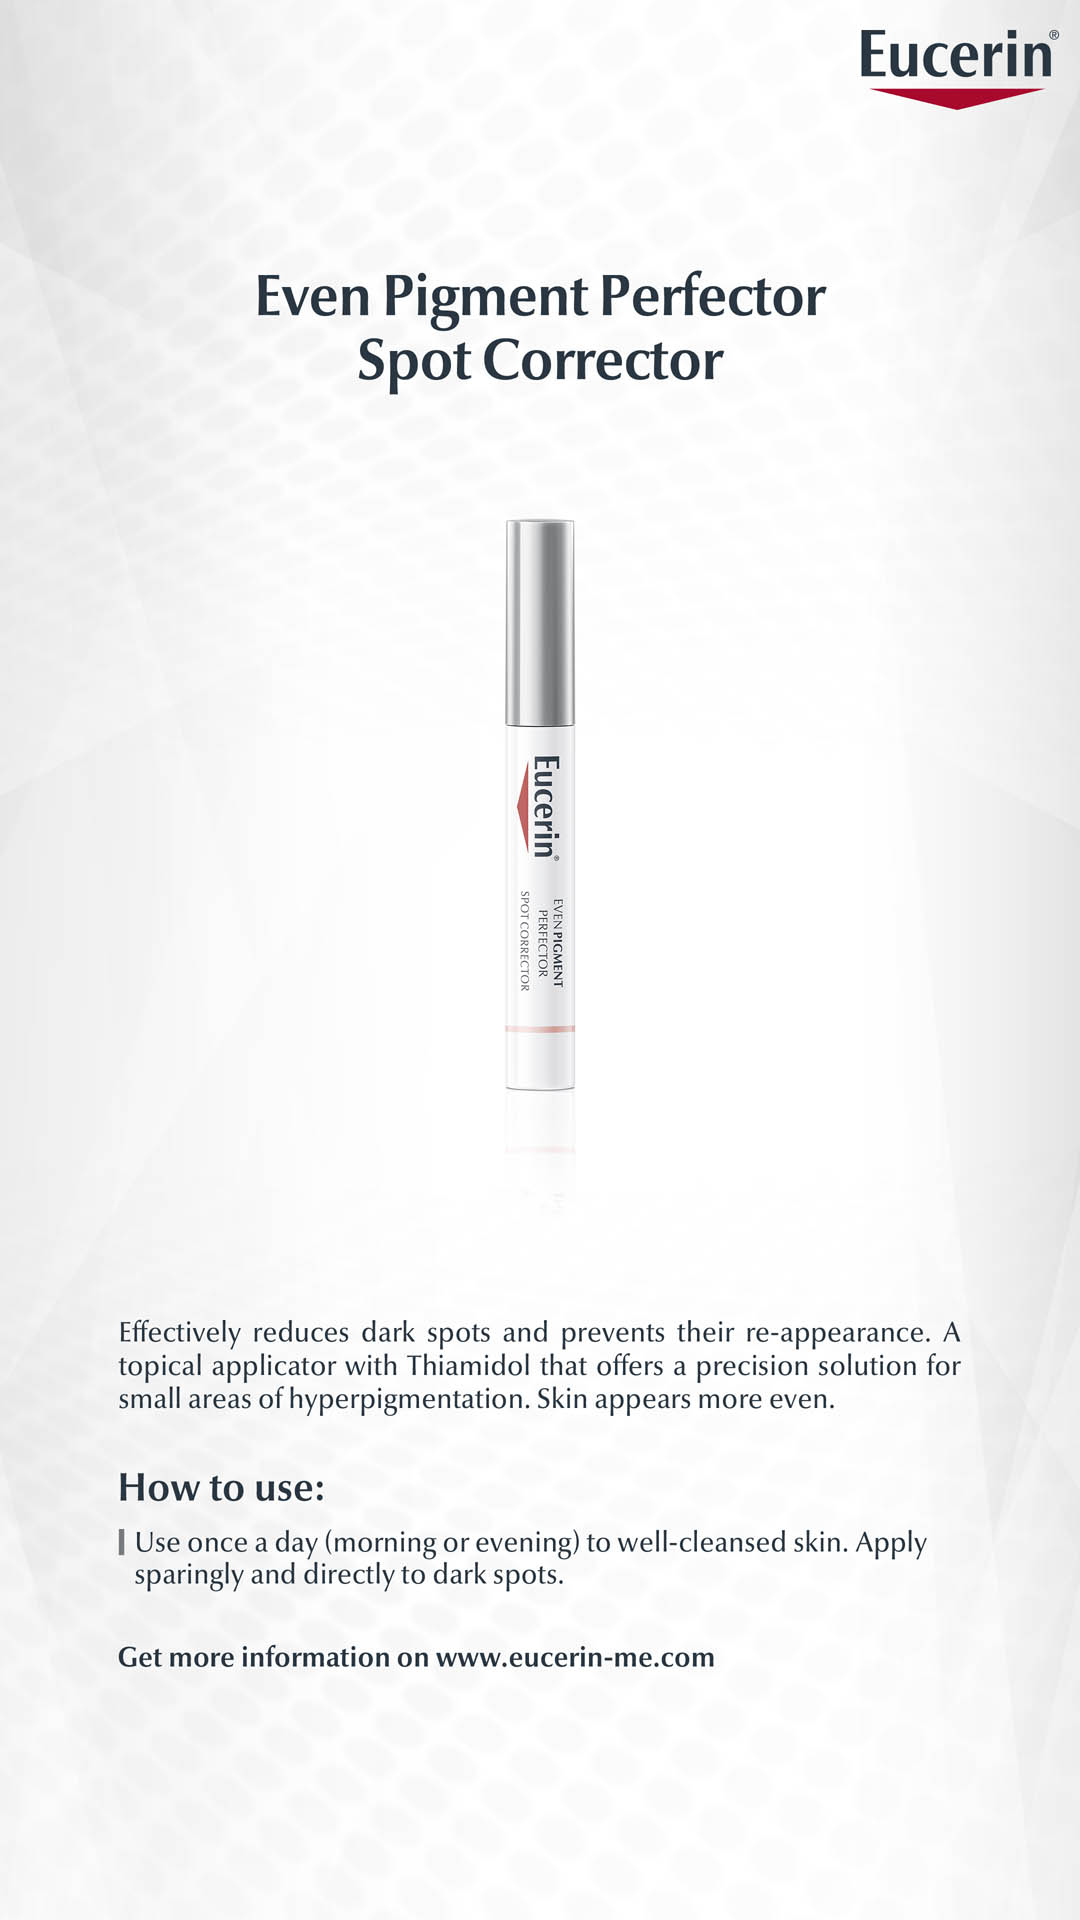 Eucerin®
Even Pigment Perfector
Spot Corrector
Eucerin®
EVEN PIGMENT
PERFECTOR
SPOT CORRECTOR
Effectively reduces dark spots and prevents their re-appearance. A
topical applicator with Thiamidol that offers a precision solution for
small areas of hyperpigmentation. Skin appears more even.
How to use:
Use once a day (morning or evening) to well-cleansed skin. Apply
sparingly and directly to dark spots.
Get more information on www.eucerin-me.com